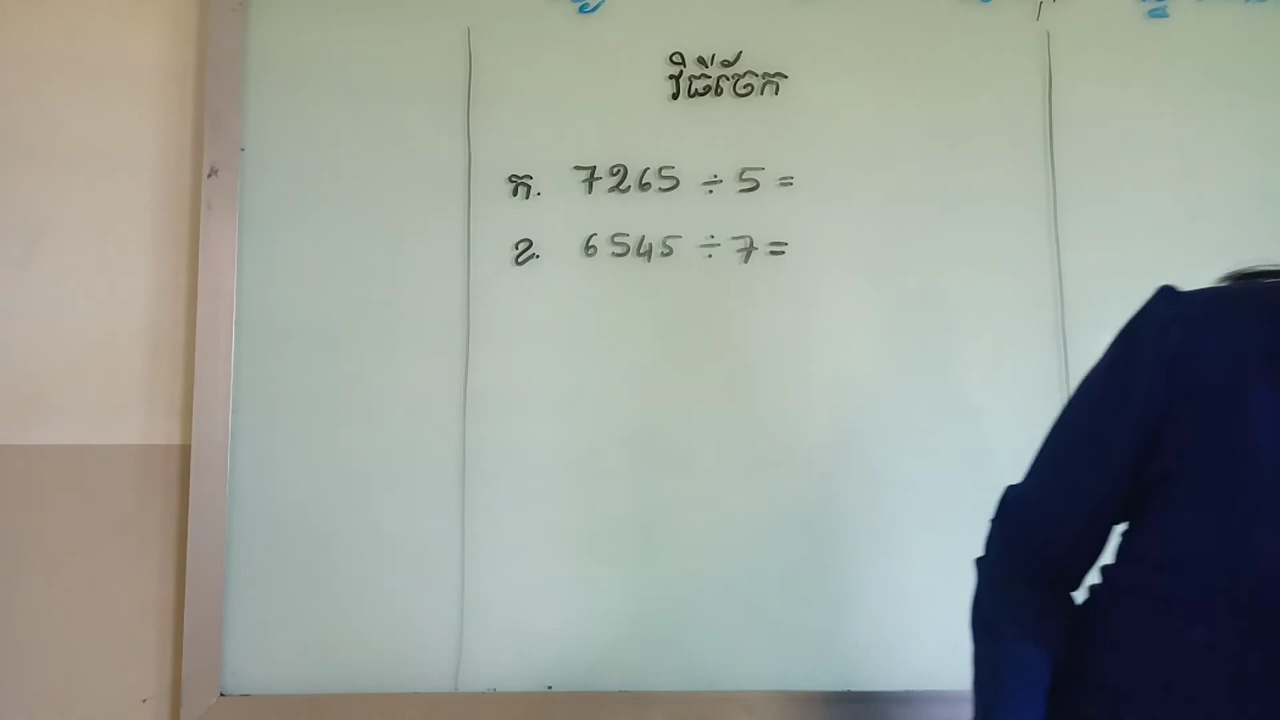 វិធីចែក
ក. 7265 ÷ 5 =
ខ. 6545 ÷ 7 =